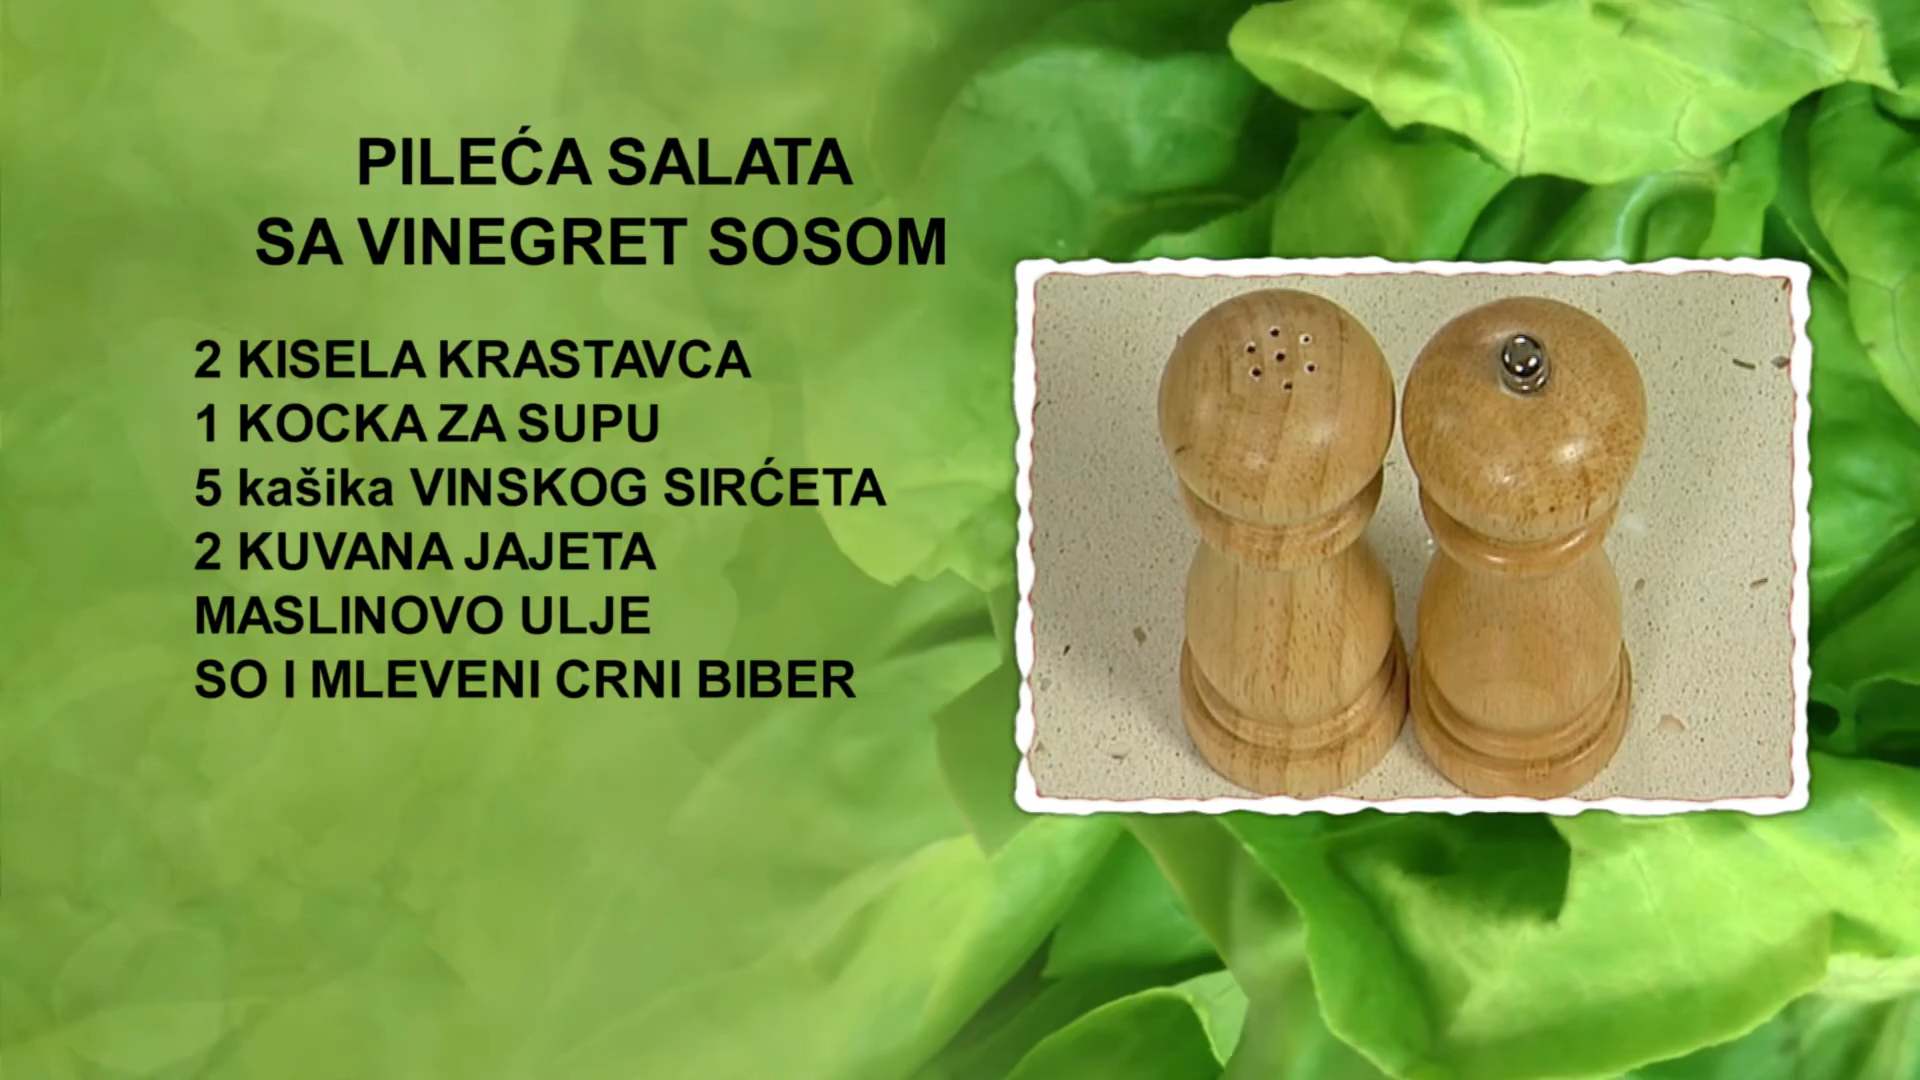 PILEĆA SALATA
SA VINEGRET SOSOM
2 KISELA KRASTAVCA
1 KOCKA ZA SUPU
5 kašika VINSKOG SIRĆETA
2 KUVANA JAJETA
MASLINOVO ULJE
SO I MLEVENI CRNI BIBER